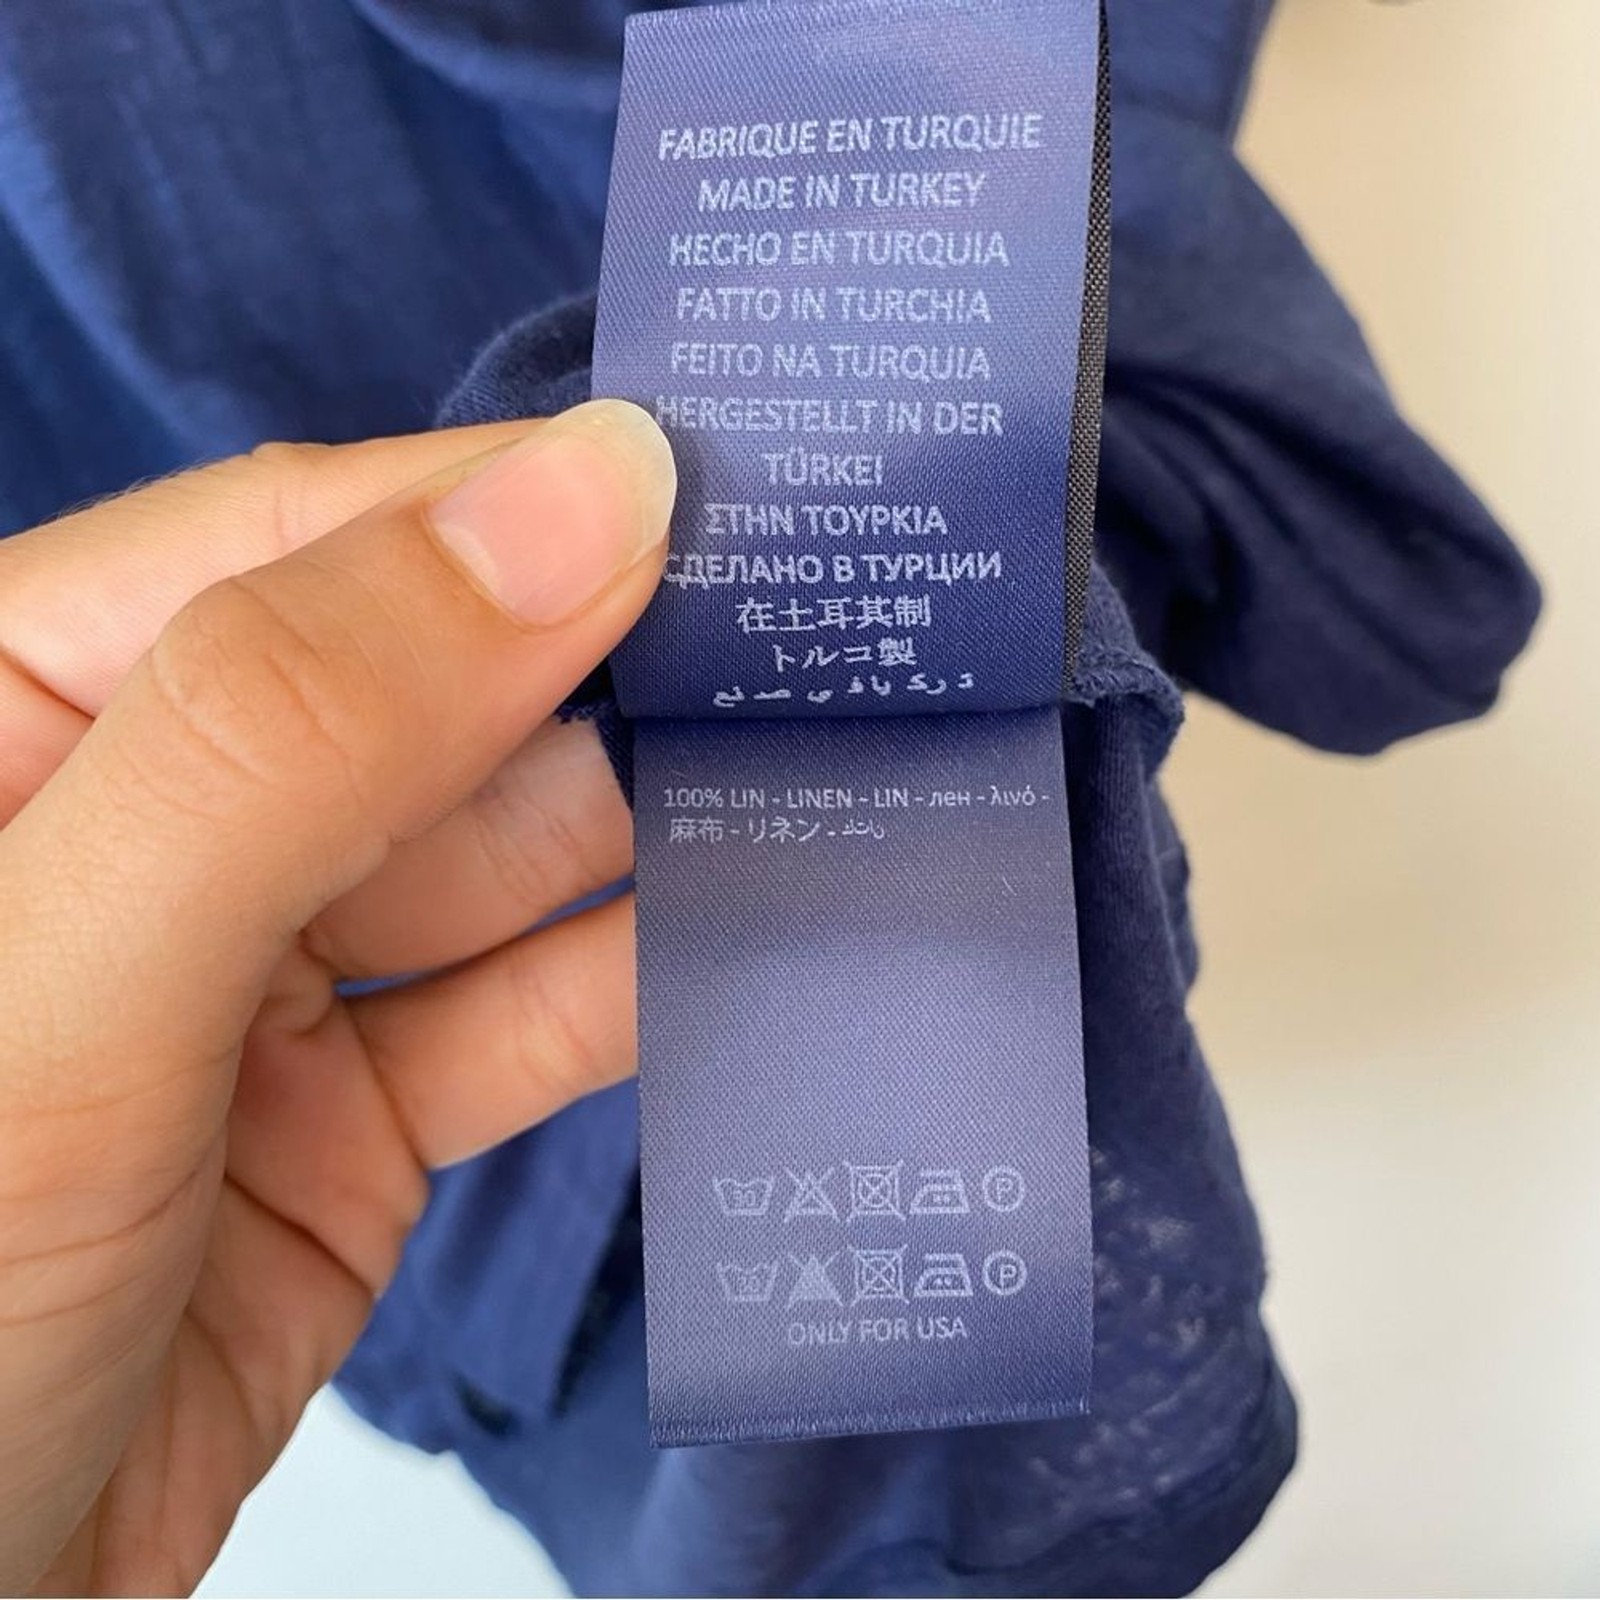 FABRIQUE EN TURQUIE
MADE IN TURKEY
HECHO EN TURQUIA
FATTO IN TURCHIA
FEITO NA TURQUIA
HERGESTELLT IN DER
TÜRKEI
ΣΤΗΝ ΤΟΥΡΚΙΑ
СДЕЛАНО В ТУРЦИИ
在土耳其制
トルコ製
100% LIN - LINEN - LIN - лен - λινό -
麻布 - リネン -
30
30
P
P
ONLY FOR USA